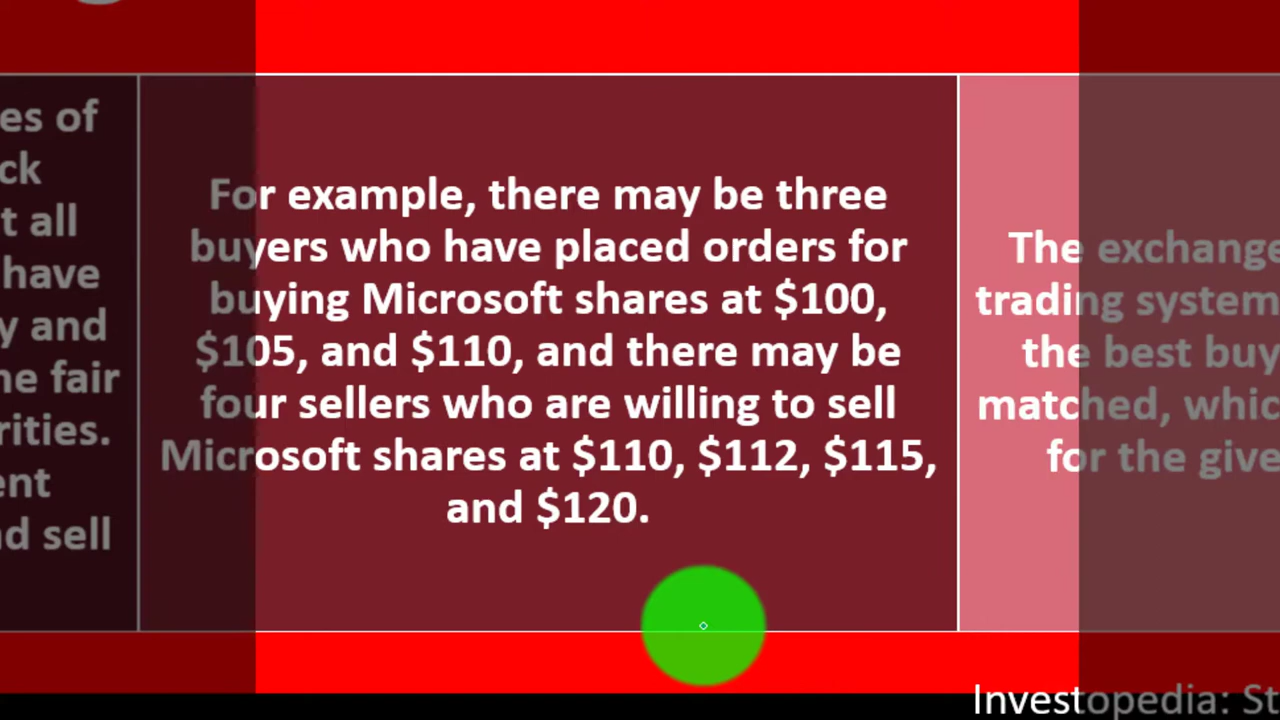 es of
ck
t all
have
y and
he fair
rities.
ent
nd sell
For example, there may be three
buyers who have placed orders for
buying Microsoft shares at $100,
$105, and $110, and there may be
four sellers who are willing to sell
Microsoft shares at $110, $112, $115,
and $120.
The exchange
trading system
the best buy
matched, whic
for the give
Investopedia: St